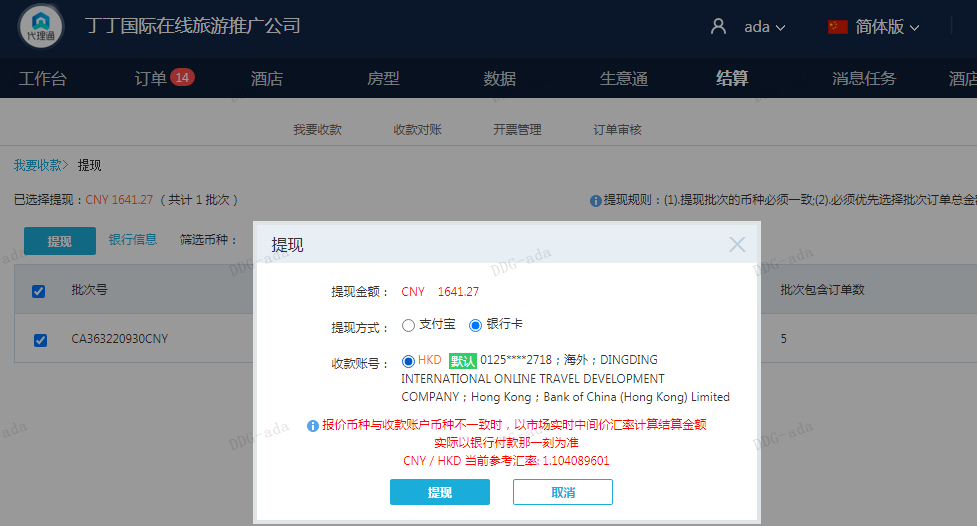 代理通
丁丁国际在线旅游推广公司
ada
简体版
工作台
订单 14
酒店
房型
数据
生意通
结算
消息任务
酒店
我要收款
收款对账
开票管理
订单审核
我要收款> 提现
已选择提现：CNY 1641.27 （ 共计 1 批次 ）
提现规则：(1).提现批次的币种必须一致;(2).必须优先选择批次订单总金
提现
银行信息
筛选币种：
批次号
批次包含订单数
CA363220930CNY
5
提现
提现金额： CNY 1641.27
提现方式： 支付宝 银行卡
收款账号： HKD 默认 0125****2718；海外；DINGDING
INTERNATIONAL ONLINE TRAVEL DEVELOPMENT
COMPANY；Hong Kong；Bank of China (Hong Kong) Limited
报价币种与收款账户币种不一致时，以市场实时中间价汇率计算结算金额
实际以银行付款那一刻为准
CNY / HKD 当前参考汇率: 1.104089601
提现
取消
DDG-ada
DDG-ada
DDG-ada
DDG-ada
DDG-ada